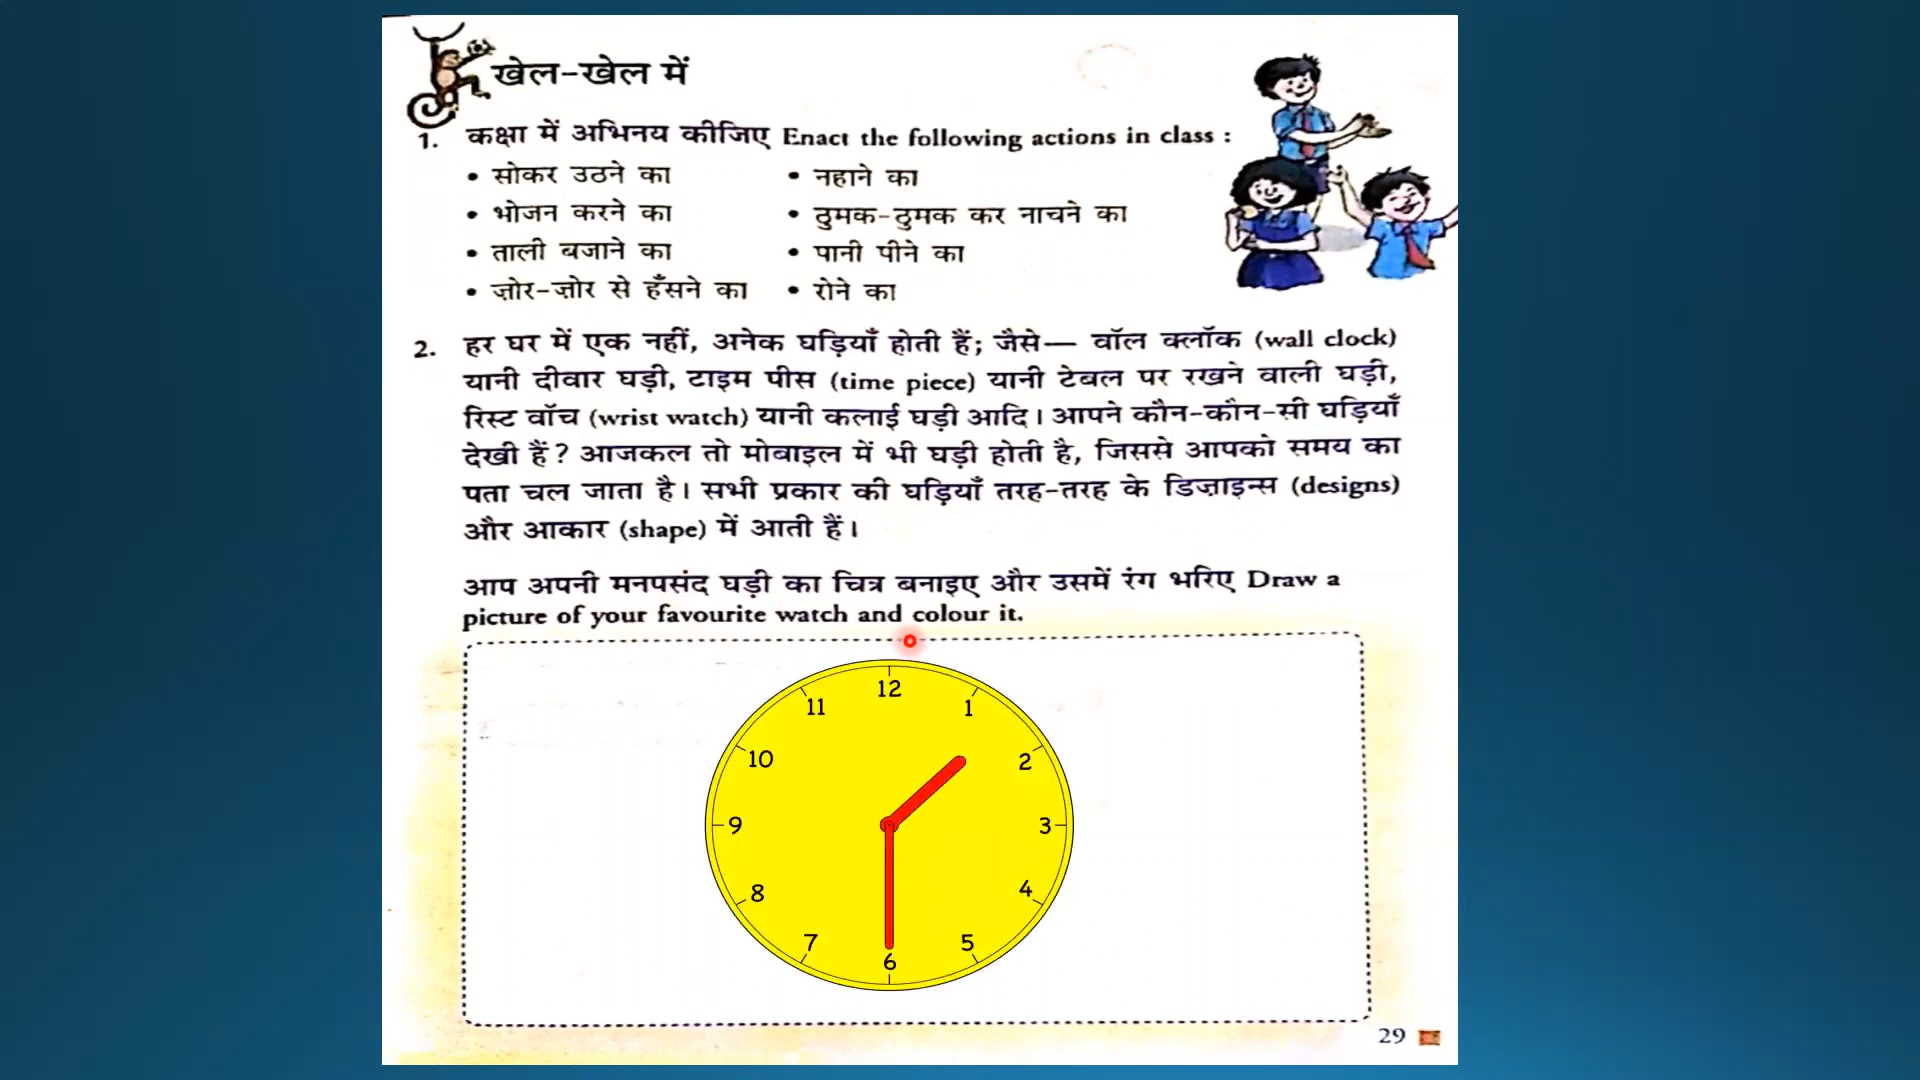 खेल-खेल में
1. कक्षा में अभिनय कीजिए Enact the following actions in class :
• सोकर उठने का • नहाने का
• भोजन करने का • ठुमक-ठुमक कर नाचने का
• ताली बजाने का • पानी पीने का
• ज़ोर-ज़ोर से हँसने का • रोने का
2. हर घर में एक नहीं, अनेक घड़ियाँ होती हैं; जैसे— वॉल क्लॉक (wall clock)
यानी दीवार घड़ी, टाइम पीस (time piece) यानी टेबल पर रखने वाली घड़ी,
रिस्ट वॉच (wrist watch) यानी कलाई घड़ी आदि। आपने कौन-कौन-सी घड़ियाँ
देखी हैं? आजकल तो मोबाइल में भी घड़ी होती है, जिससे आपको समय का
पता चल जाता है। सभी प्रकार की घड़ियाँ तरह-तरह के डिज़ाइन्स (designs)
और आकार (shape) में आती हैं।
आप अपनी मनपसंद घड़ी का चित्र बनाइए और उसमें रंग भरिए Draw a
picture of your favourite watch and colour it.
12
11 1
10 2
9 3
8 4
7 5
6
29